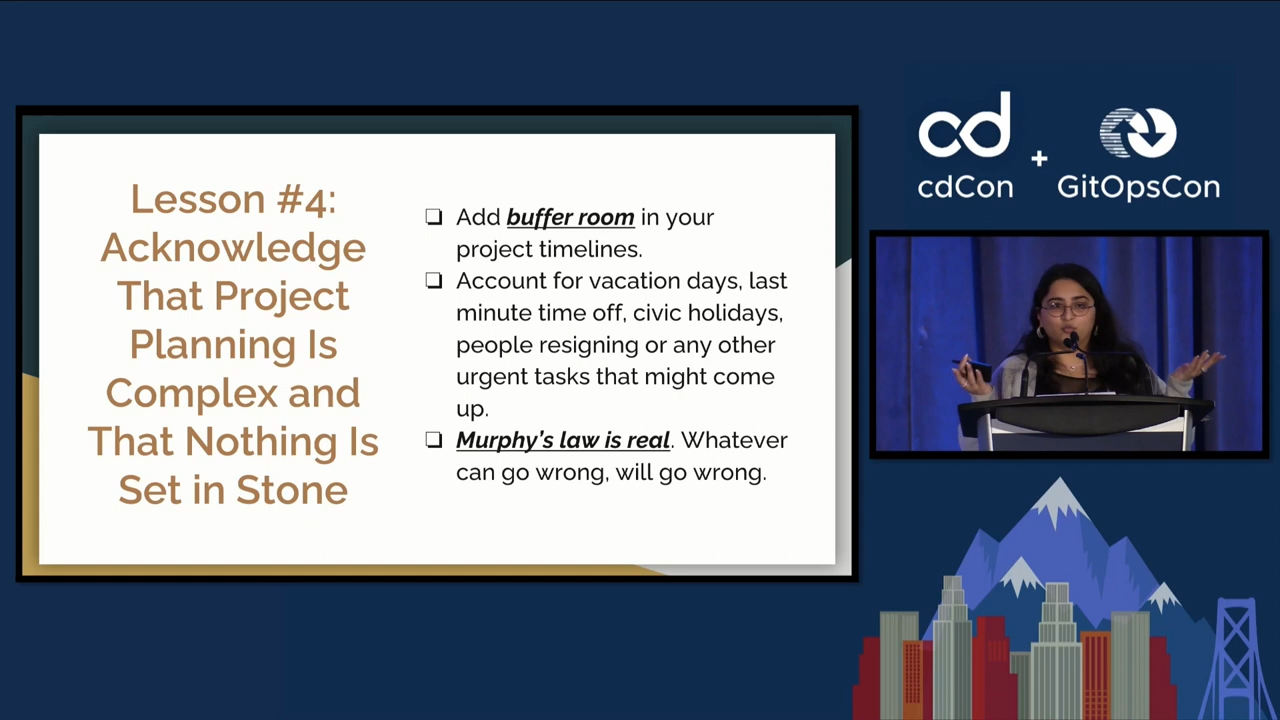 Lesson #4:
Acknowledge
That Project
Planning Is
Complex and
That Nothing Is
Set in Stone
Add buffer room in your
project timelines.
Account for vacation days, last
minute time off, civic holidays,
people resigning or any other
urgent tasks that might come
up.
Murphy's law is real. Whatever
can go wrong, will go wrong.
cd
cdCon
+
GitOpsCon